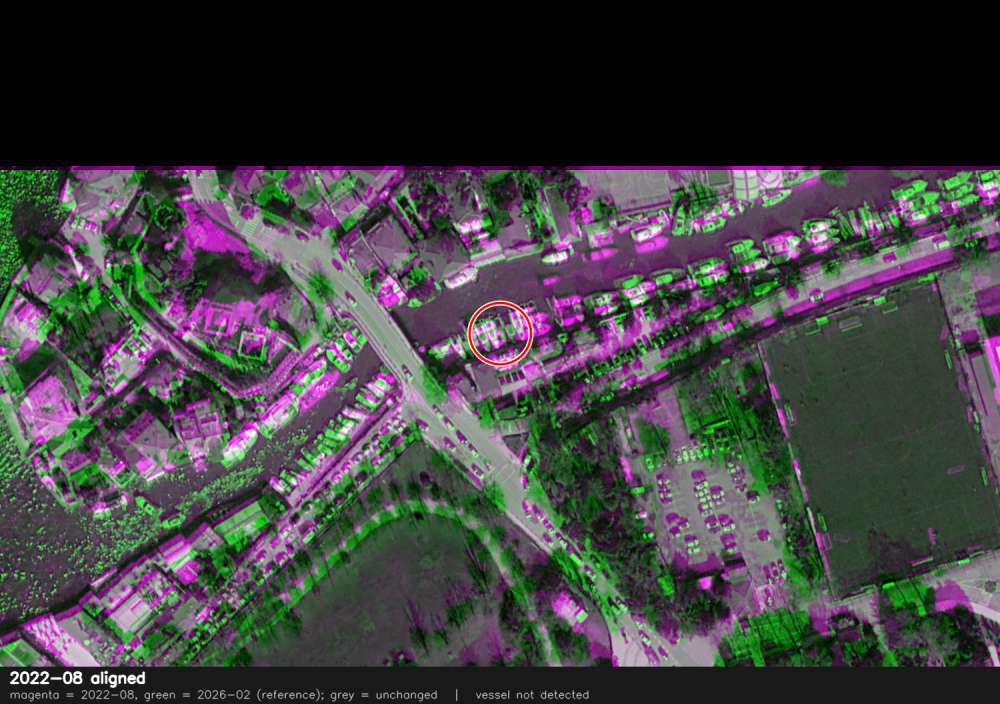 2022-08 aligned
magenta = 2022-08, green = 2026-02 (reference); grey = unchanged | vessel not detected